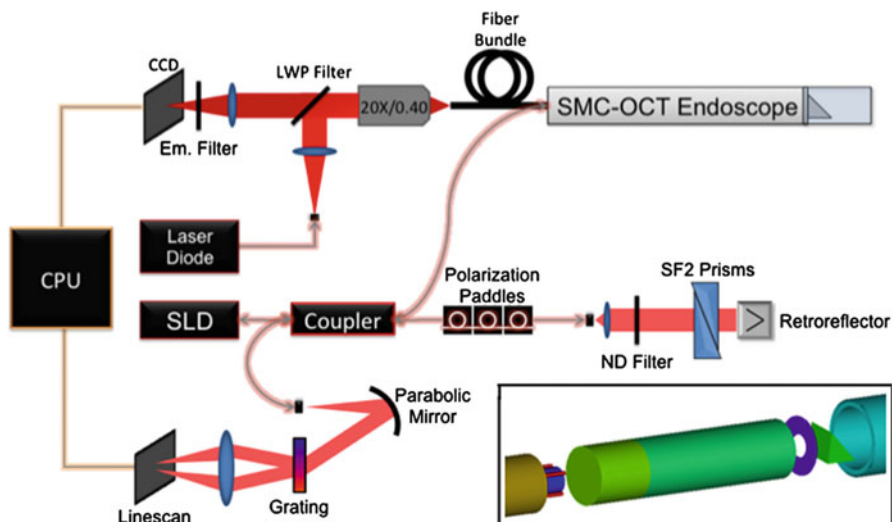 Fiber
Bundle
CCD
LWP Filter
20X/0.40
SMC-OCT Endoscope
Em. Filter
Laser
Diode
CPU
SF2 Prisms
Polarization
Paddles
SLD
Coupler
Retroreflector
ND Filter
Parabolic
Mirror
Linescan
Grating